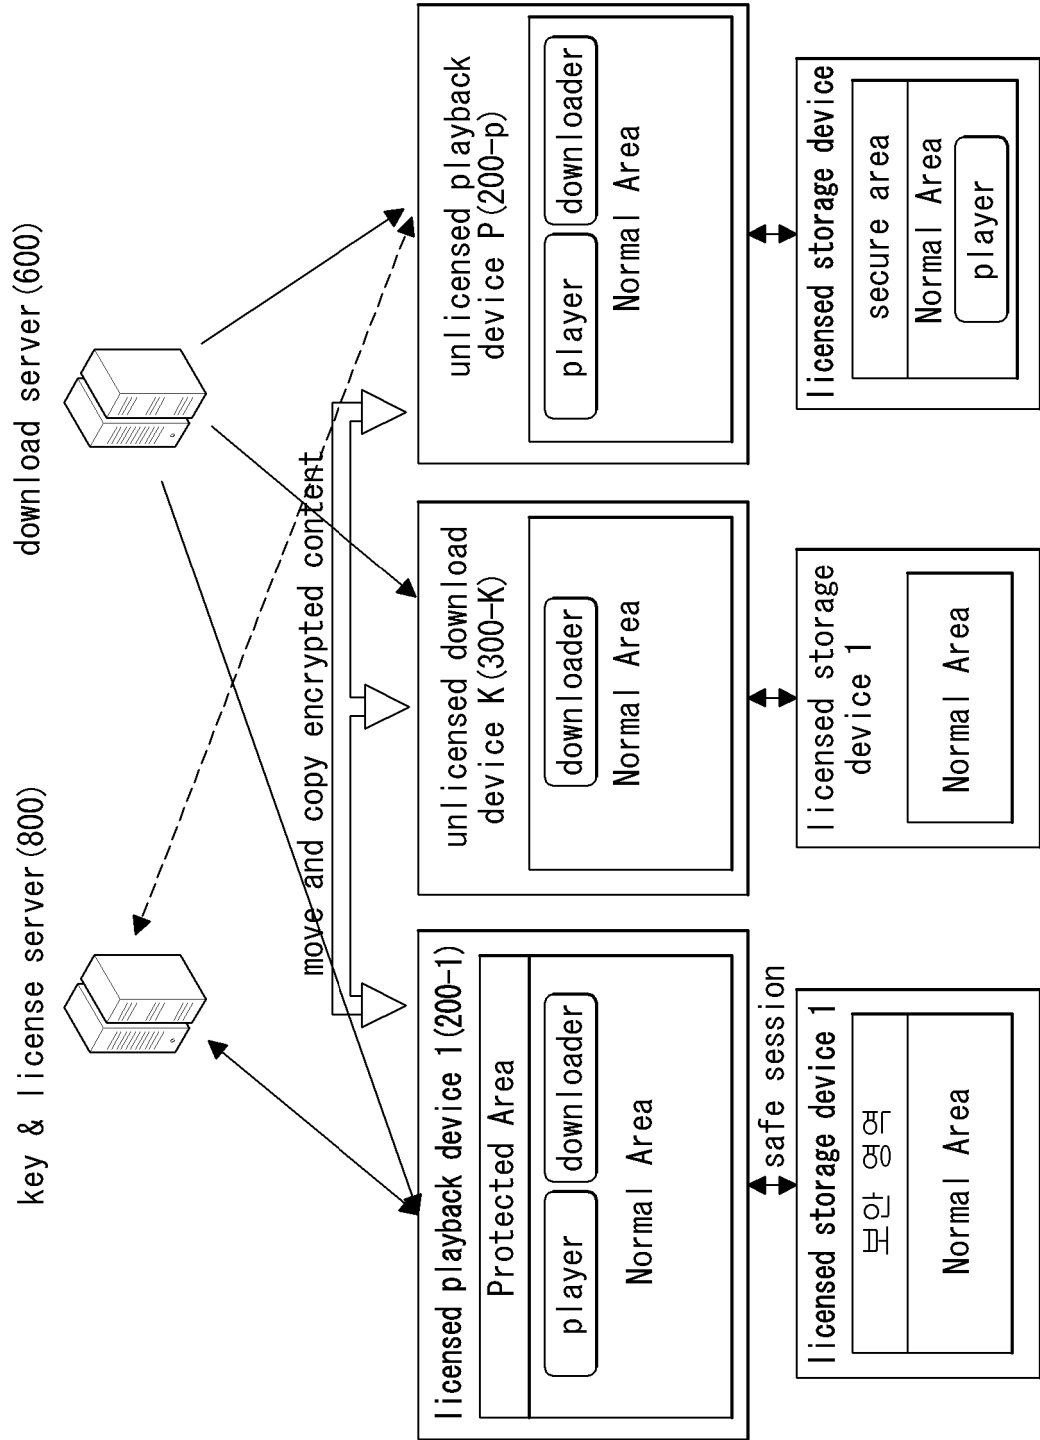 key & license server(800)
download server(600)
move and copy encrypted content
licensed playback device 1(200-1)
Protected Area
player
downloader
Normal Area
unlicensed download
device K(300-K)
downloader
Normal Area
unlicensed playback
device P(200-p)
player
downloader
Normal Area
safe session
licensed storage device 1
보안 영역
Normal Area
licensed storage
device 1
Normal Area
licensed storage device
secure area
Normal Area
player